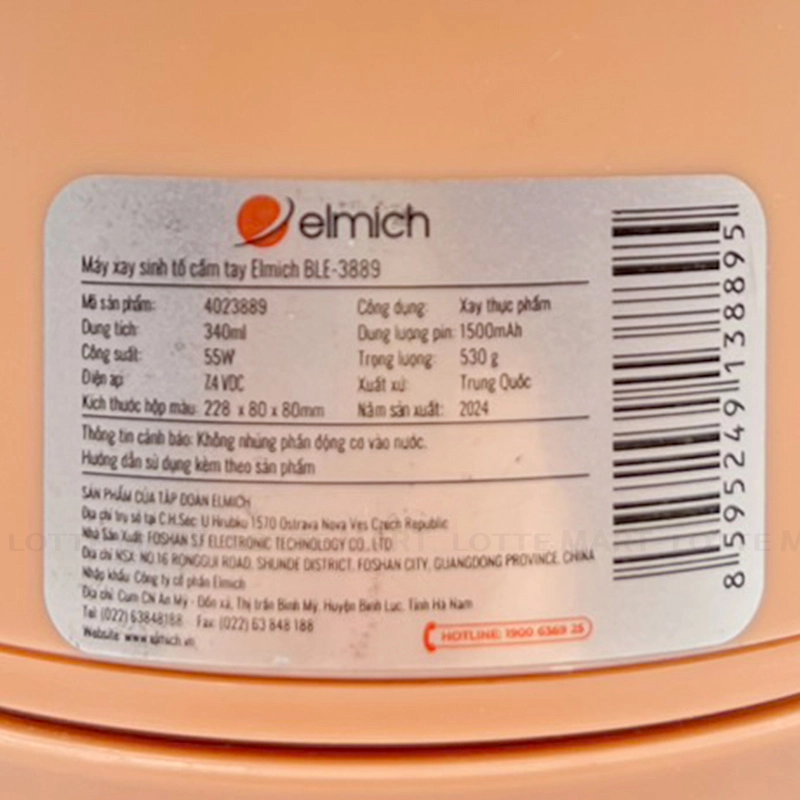 elmich
Máy xay sinh tố cầm tay Elmich BLE-3889
Mã sản phẩm: 4023889 Công dụng: Xay thực phẩm
Dung tích: 340ml Dung lượng pin: 1500mAh
Công suất: 55W Trọng lượng: 530 g
Điện áp 7.4 VDC Xuất xứ: Trung Quốc
Kích thước hộp màu: 228 x 80 x 80mm Năm sản xuất: 2024
Thông tin cảnh báo: Không nhúng phần động cơ vào nước.
Hướng dẫn sử dụng kèm theo sản phẩm
SẢN PHẨM CỦA TẬP ĐOÀN ELMICH
Địa chỉ trụ sở tại C.H.Séc: U Hrubku 1570 Ostrava Nova Ves Czech Republic
Nhà Sản Xuất: FOSHAN S.F ELECTRONIC TECHNOLOGY CO., LTD
Địa chỉ NSX: NO.16 RONGGUI ROAD, SHUNDE DISTRICT, FOSHAN CITY, GUANGDONG PROVINCE, CHINA
Nhập khẩu: Công ty cổ phần Elmich
Địa chỉ: Cụm CN An Mỹ - Đồn xá, Thị trấn Bình Mỹ, Huyện Bình Lục, Tỉnh Hà Nam
Tel: (022) 63848188 Fax: (022) 63 848 188
Website: www.elmich.vn
HOTLINE: 1900 6369 25
8595249138895
LOTTE MART LOTTE MART LOTTE M